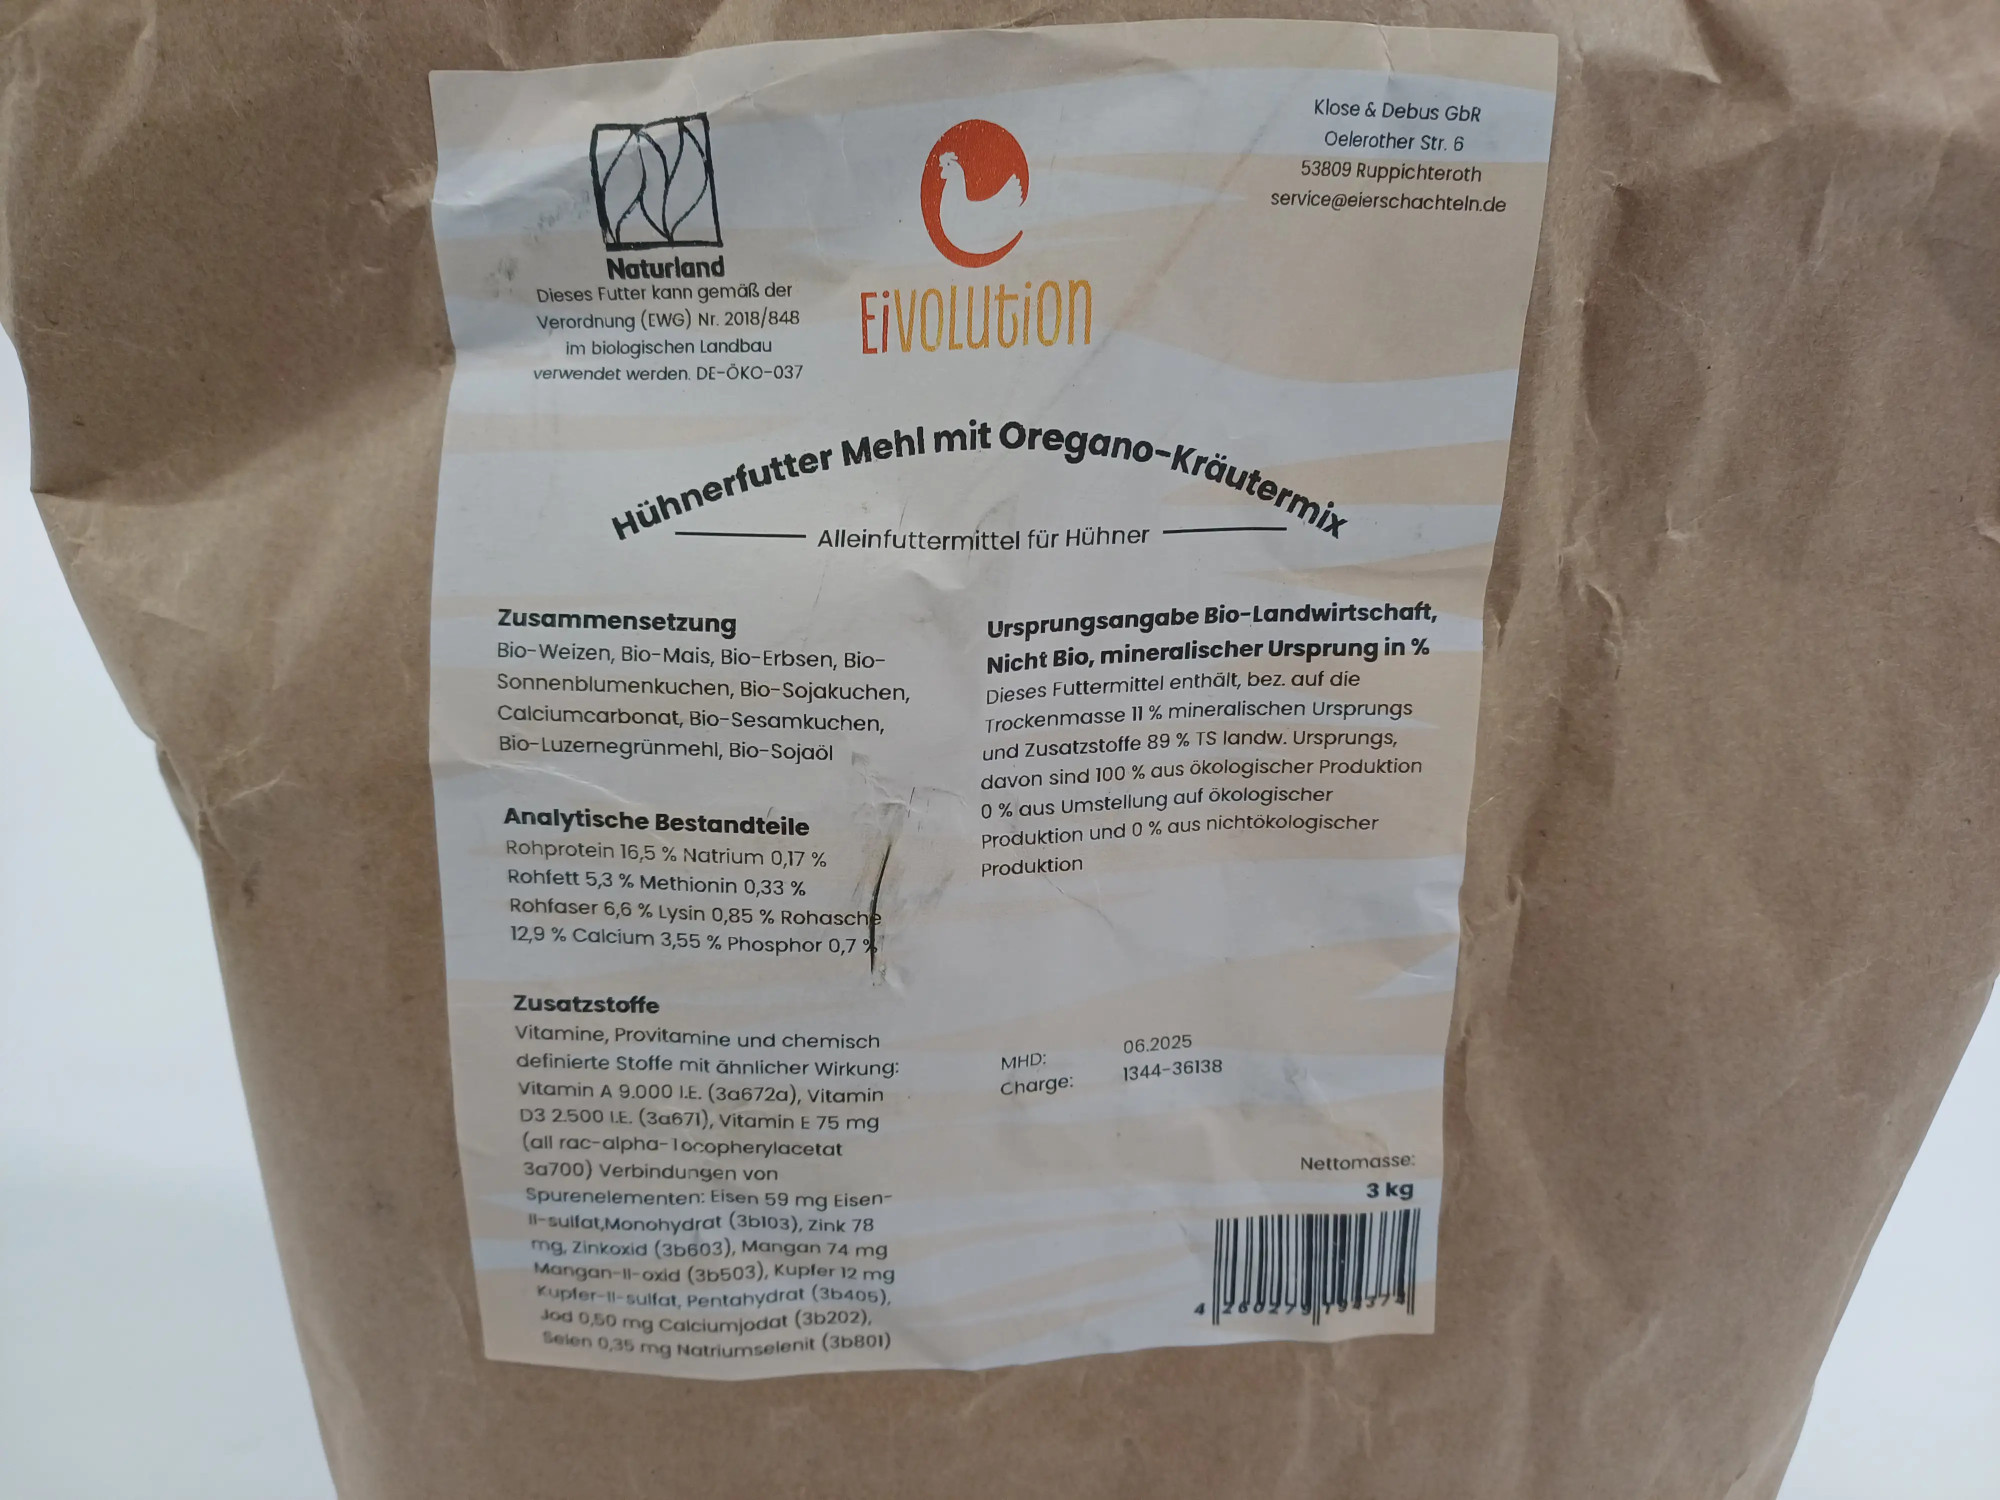 Naturland
Dieses Futter kann gemäß der
Verordnung (EWG) Nr. 2018/848
im biologischen Landbau
verwendet werden. DE-ÖKO-037
EiVOLUtiON
Klose & Debus GbR
Oelerother Str. 6
53809 Ruppichteroth
service@eierschachteln.de
Hühnerfutter Mehl mit Oregano-Kräutermix
Alleinfuttermittel für Hühner
Zusammensetzung
Bio-Weizen, Bio-Mais, Bio-Erbsen, Bio-
Sonnenblumenkuchen, Bio-Sojakuchen,
Calciumcarbonat, Bio-Sesamkuchen,
Bio-Luzernegrünmehl, Bio-Sojaöl
Analytische Bestandteile
Rohprotein 16,5 % Natrium 0,17 %
Rohfett 5,3 % Methionin 0,33 %
Rohfaser 6,6 % Lysin 0,85 % Rohasche
12,9 % Calcium 3,55 % Phosphor 0,7 %
Zusatzstoffe
Vitamine, Provitamine und chemisch
definierte Stoffe mit ähnlicher Wirkung:
Vitamin A 9.000 I.E. (3a672a), Vitamin
D3 2.500 I.E. (3a671), Vitamin E 75 mg
(all rac-alpha-Tocopherylacetat
3a700) Verbindungen von
Spurenelementen: Eisen 59 mg Eisen-
II-sulfat,Monohydrat (3b103), Zink 78
mg, Zinkoxid (3b603), Mangan 74 mg
Mangan-II-oxid (3b503), Kupfer 12 mg
Kupfer-II-sulfat, Pentahydrat (3b405),
Jod 0,50 mg Calciumjodat (3b202),
Selen 0,35 mg Natriumselenit (3b801)
Ursprungsangabe Bio-Landwirtschaft,
Nicht Bio, mineralischer Ursprung in %
Dieses Futtermittel enthält, bez. auf die
Trockenmasse 11 % mineralischen Ursprungs
und Zusatzstoffe 89 % TS landw. Ursprungs,
davon sind 100 % aus ökologischer Produktion
0 % aus Umstellung auf ökologischer
Produktion und 0 % aus nichtökologischer
Produktion
MHD: 06.2025
Charge: 1344-36138
Nettomasse:
3 kg
4 260279 194374